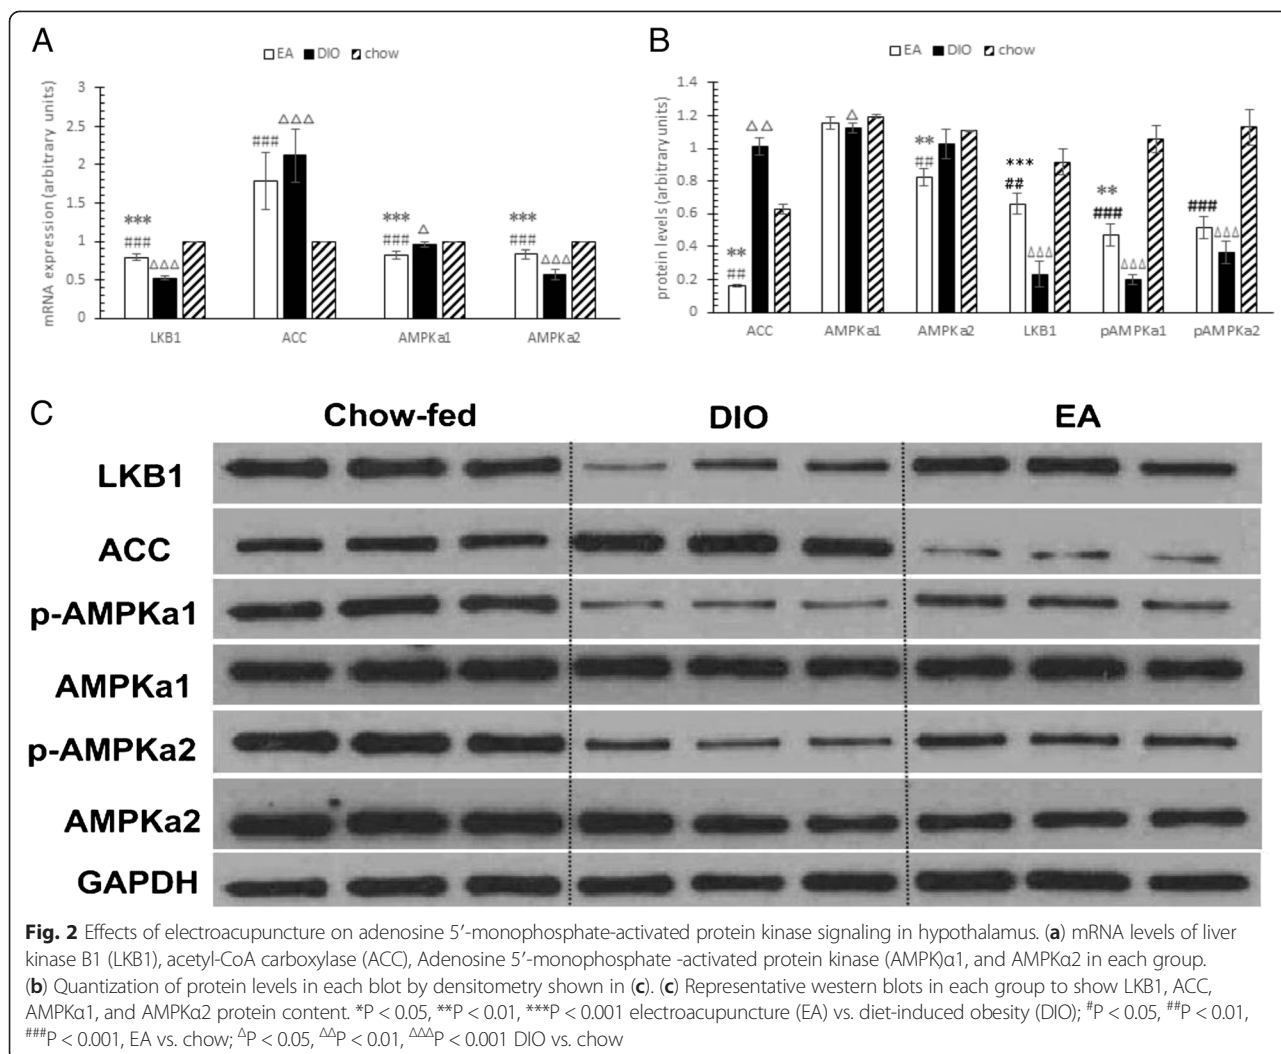 A
EA DIO chow
mRNA expression (arbitrary units)
3
2.5
2
1.5
1
0.5
0
***
###
△△△
###
△△△
***
###
△
***
###
△△△
LKB1 ACC AMPKa1 AMPKa2
B
EA DIO chow
protein levels (arbitrary units)
1.4
1.2
1
0.8
0.6
0.4
0.2
0
**
##
△△
△
**
##
***
##
△△△
**
###
△△△
###
△△△
ACC AMPKa1 AMPKa2 LKB1 pAMPKa1 pAMPKa2
C
Chow-fed DIO EA
LKB1
ACC
p-AMPKa1
AMPKa1
p-AMPKa2
AMPKa2
GAPDH
Fig. 2 Effects of electroacupuncture on adenosine 5′-monophosphate-activated protein kinase signaling in hypothalamus. (a) mRNA levels of liver
kinase B1 (LKB1), acetyl-CoA carboxylase (ACC), Adenosine 5′-monophosphate -activated protein kinase (AMPK)α1, and AMPKα2 in each group.
(b) Quantization of protein levels in each blot by densitometry shown in (c). (c) Representative western blots in each group to show LKB1, ACC,
AMPKα1, and AMPKα2 protein content. *P < 0.05, **P < 0.01, ***P < 0.001 electroacupuncture (EA) vs. diet-induced obesity (DIO); #P < 0.05, ##P < 0.01,
###P < 0.001, EA vs. chow; ΔP < 0.05, ΔΔP < 0.01, ΔΔΔP < 0.001 DIO vs. chow